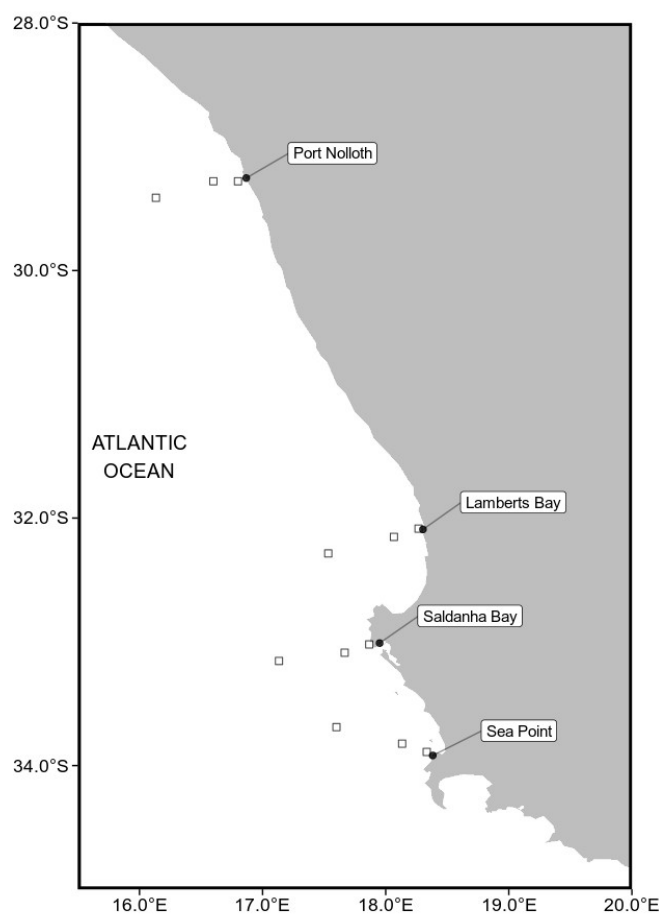 28.0°S
Port Nolloth
30.0°S
ATLANTIC
OCEAN
Lamberts Bay
32.0°S
Saldanha Bay
Sea Point
34.0°S
16.0°E 17.0°E 18.0°E 19.0°E 20.0°E